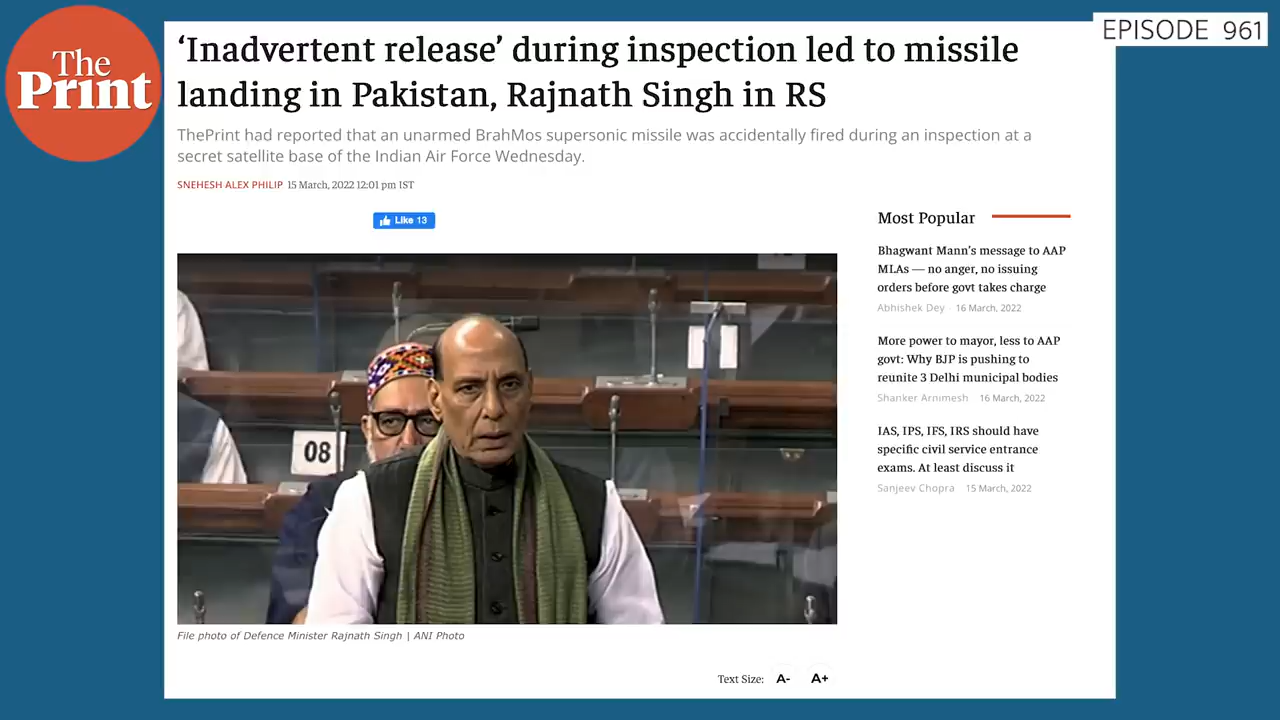 The
Print
EPISODE 961
‘Inadvertent release’ during inspection led to missile
landing in Pakistan, Rajnath Singh in RS
ThePrint had reported that an unarmed BrahMos supersonic missile was accidentally fired during an inspection at a
secret satellite base of the Indian Air Force Wednesday.
SNEHESH ALEX PHILIP 15 March, 2022 12:01 pm IST
Like 13
08
File photo of Defence Minister Rajnath Singh | ANI Photo
Text Size: A- A+
Most Popular
Bhagwant Mann’s message to AAP
MLAs — no anger, no issuing
orders before govt takes charge
Abhishek Dey - 16 March, 2022
More power to mayor, less to AAP
govt: Why BJP is pushing to
reunite 3 Delhi municipal bodies
Shanker Arnimesh 16 March, 2022
IAS, IPS, IFS, IRS should have
specific civil service entrance
exams. At least discuss it
Sanjeev Chopra 15 March, 2022